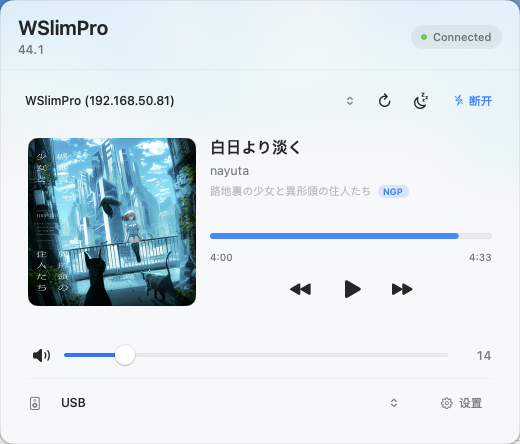 WSlimPro
44.1
Connected
WSlimPro (192.168.50.81)
断开
白日より淡く
nayuta
路地裏の少女と異形頭の住人たち NGP
4:00 4:33
14
USB
设置